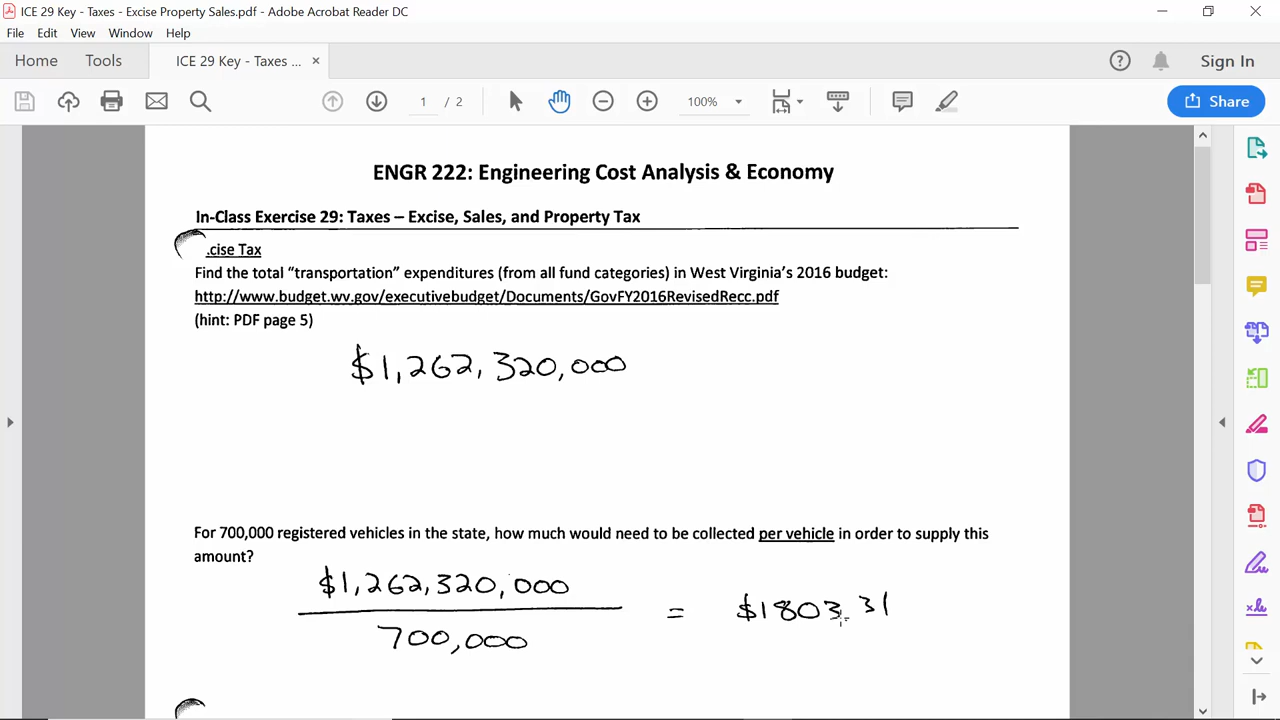 ICE 29 Key - Taxes - Excise Property Sales.pdf - Adobe Acrobat Reader DC
File Edit View Window Help
Home Tools ICE 29 Key - Taxes ... × Sign In
1 / 2 100% Share
ENGR 222: Engineering Cost Analysis & Economy
In-Class Exercise 29: Taxes – Excise, Sales, and Property Tax
.cise Tax
Find the total “transportation” expenditures (from all fund categories) in West Virginia’s 2016 budget:
http://www.budget.wv.gov/executivebudget/Documents/GovFY2016RevisedRecc.pdf
(hint: PDF page 5)
$1,262,320,000
For 700,000 registered vehicles in the state, how much would need to be collected per vehicle in order to supply this
amount?
$1,262,320,000
700,000
= $1803.31